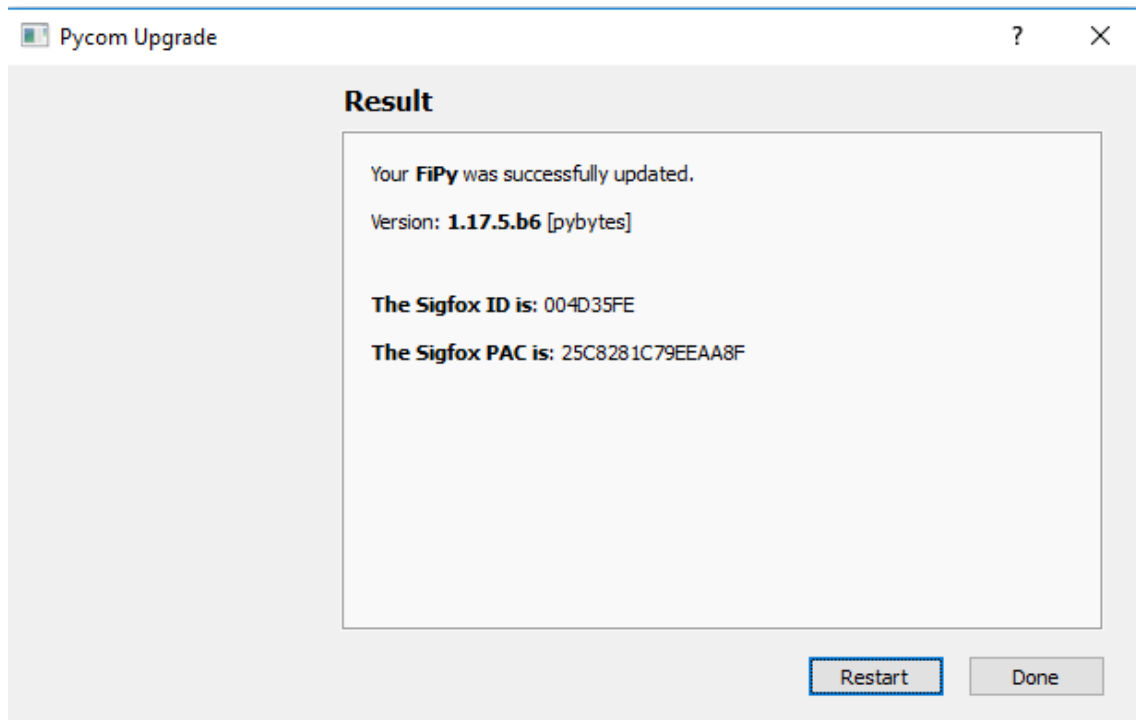 Pycom Upgrade
?
Result
Your FiPy was successfully updated.
Version: 1.17.5.b6 [pybytes]
The Sigfox ID is: 004D35FE
The Sigfox PAC is: 25C8281C79EEAA8F
Restart
Done